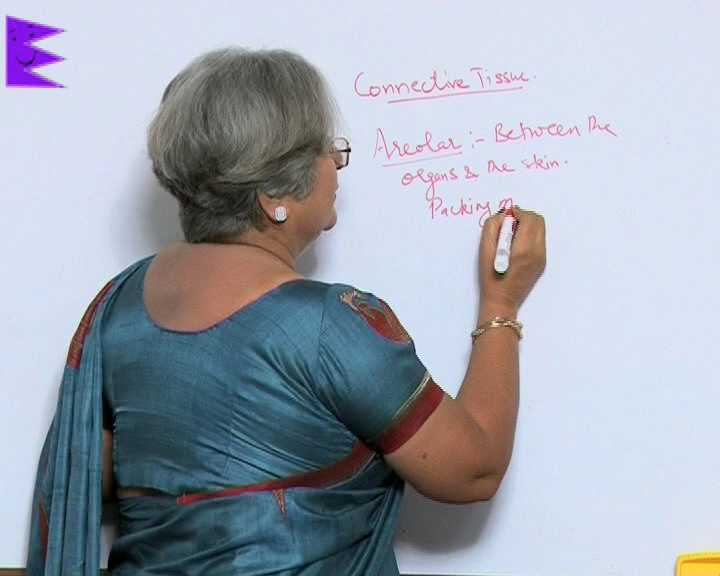 Connective Tissue.
Areolar :- Between the
organs & the skin.
Packing